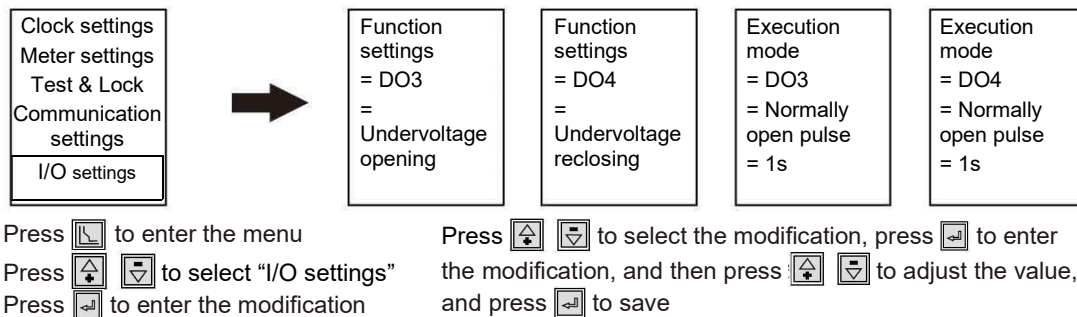 Clock settings
Meter settings
Test & Lock
Communication
settings
I/O settings
Function
settings
= DO3
=
Undervoltage
opening
Function
settings
= DO4
=
Undervoltage
reclosing
Execution
mode
= DO3
= Normally
open pulse
= 1s
Execution
mode
= DO4
= Normally
open pulse
= 1s
Press to enter the menu
Press to select “I/O settings”
Press to enter the modification
Press to select the modification, press to enter
the modification, and then press to adjust the value,
and press to save